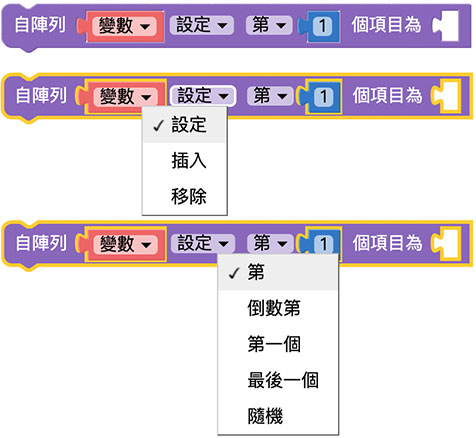 自陣列 變數 設定 第 1 個項目為
自陣列 變數 設定 第 1 個項目為
✓ 設定
插入
移除
自陣列 變數 設定 第 1 個項目為
✓ 第
倒數第
第一個
最後一個
隨機